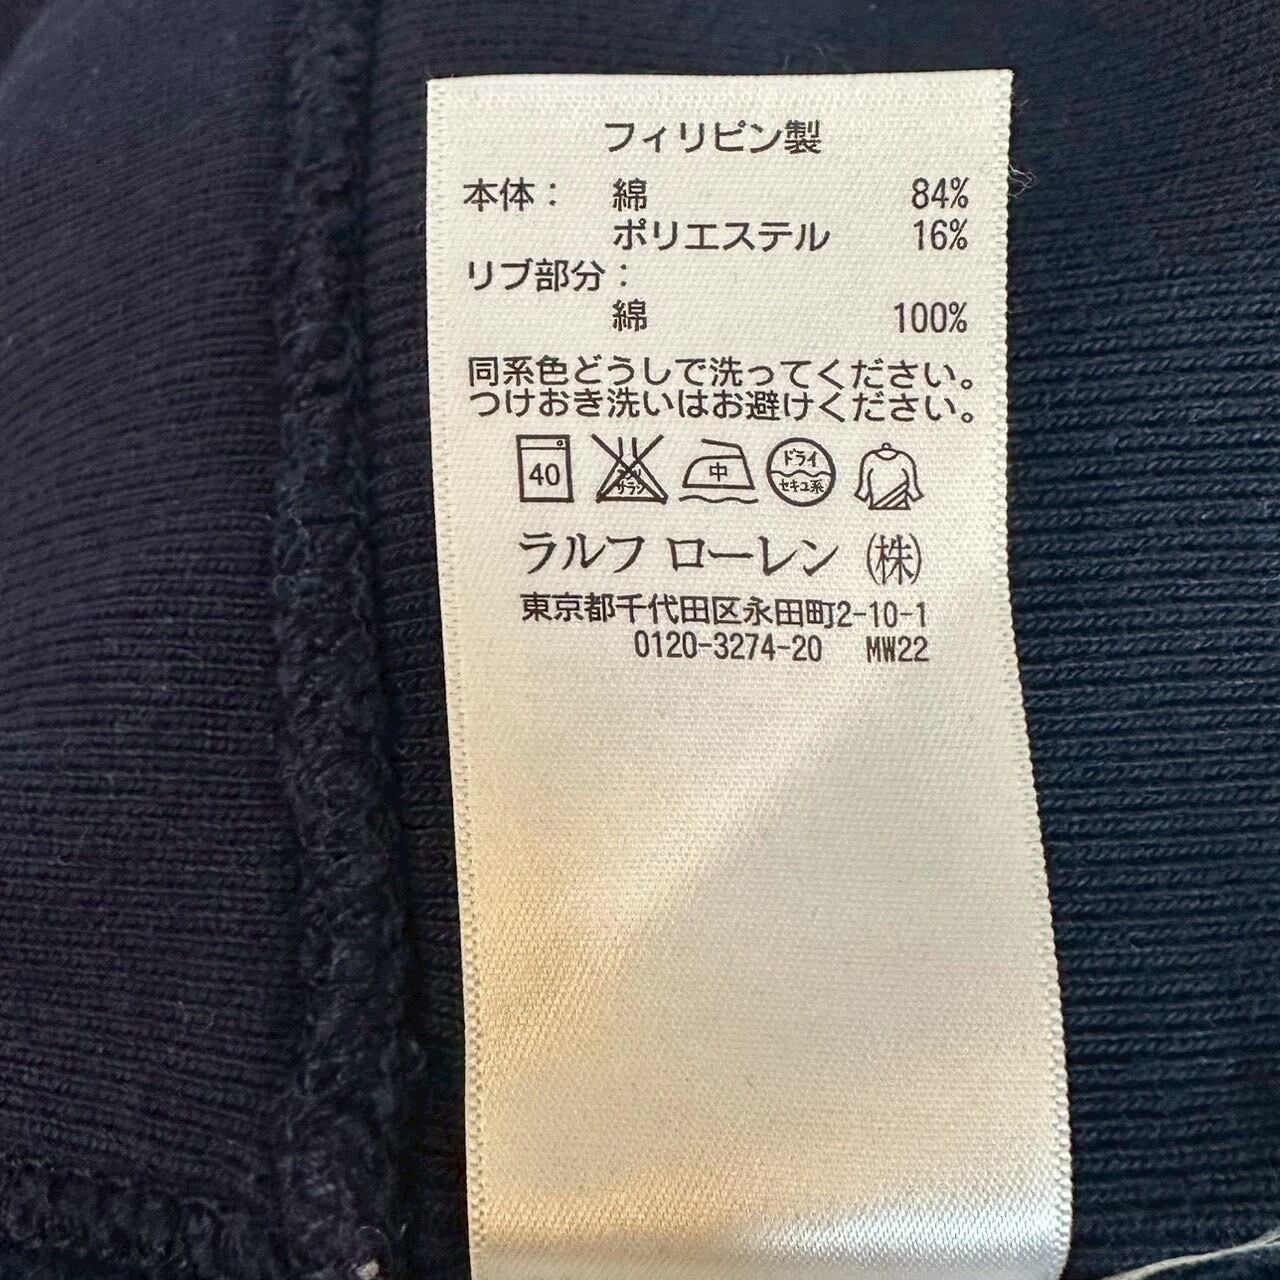 フィリピン製
本体： 綿 84%
ポリエステル 16%
リブ部分：
綿 100%
同系色どうしで洗ってください。
つけおき洗いはお避けください。
40 中 ドライ
セキユ系
ラルフ ローレン (株)
東京都千代田区永田町2-10-1
0120-3274-20 MW22